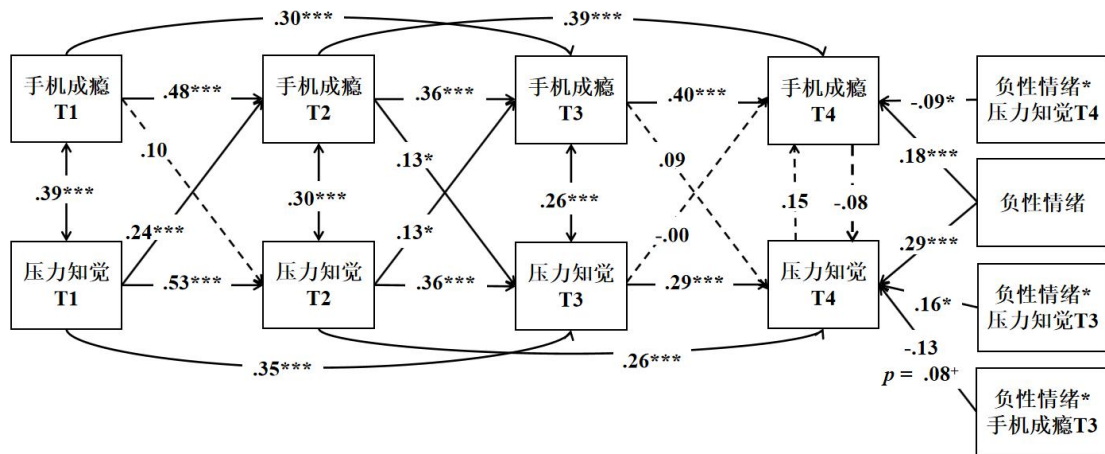 .30***
.39***
手机成瘾
T1
.48***
手机成瘾
T2
.36***
手机成瘾
T3
.40***
手机成瘾
T4
-.09*
负性情绪*
压力知觉T4
.10
.13*
.09
.18***
.39***
.30***
.26***
.15
-.08
负性情绪
.24***
.13*
-.00
.29***
压力知觉
T1
.53***
压力知觉
T2
.36***
压力知觉
T3
.29***
压力知觉
T4
.16*
负性情绪*
压力知觉T3
-.13
p = .08⁺
.35***
.26***
负性情绪*
手机成瘾T3